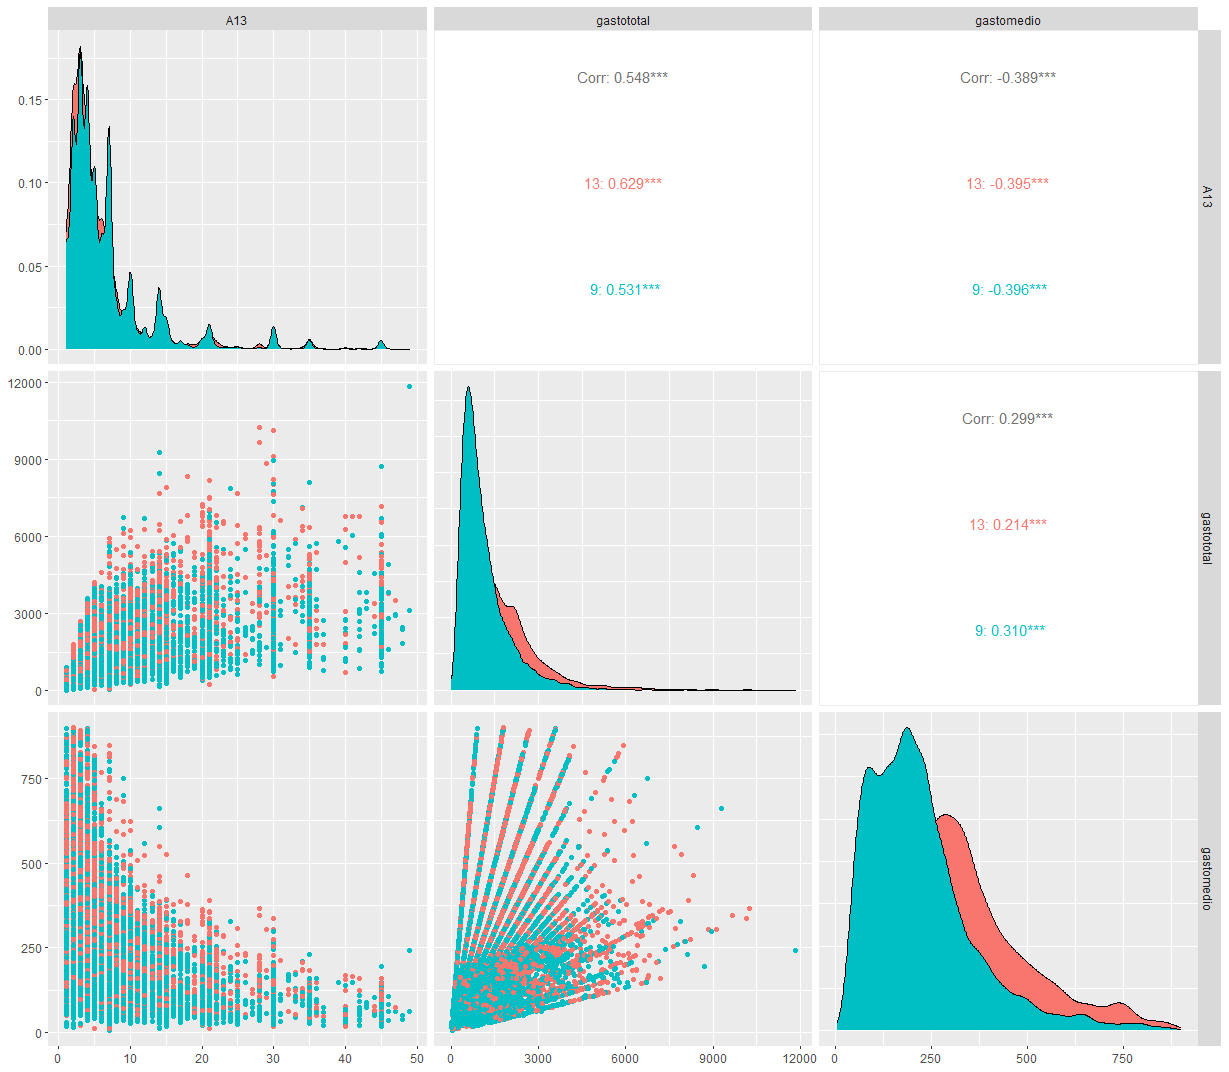 A13 gastototal gastomedio
0.15
0.10
0.05
0.00
Corr: 0.548***
13: 0.629***
9: 0.531***
Corr: -0.389***
13: -0.395***
9: -0.396***
A13
12000
9000
6000
3000
0
Corr: 0.299***
13: 0.214***
9: 0.310***
gastototal
750
500
250
0
gastomedio
0 10 20 30 40 50
0 3000 6000 9000 12000
0 250 500 750